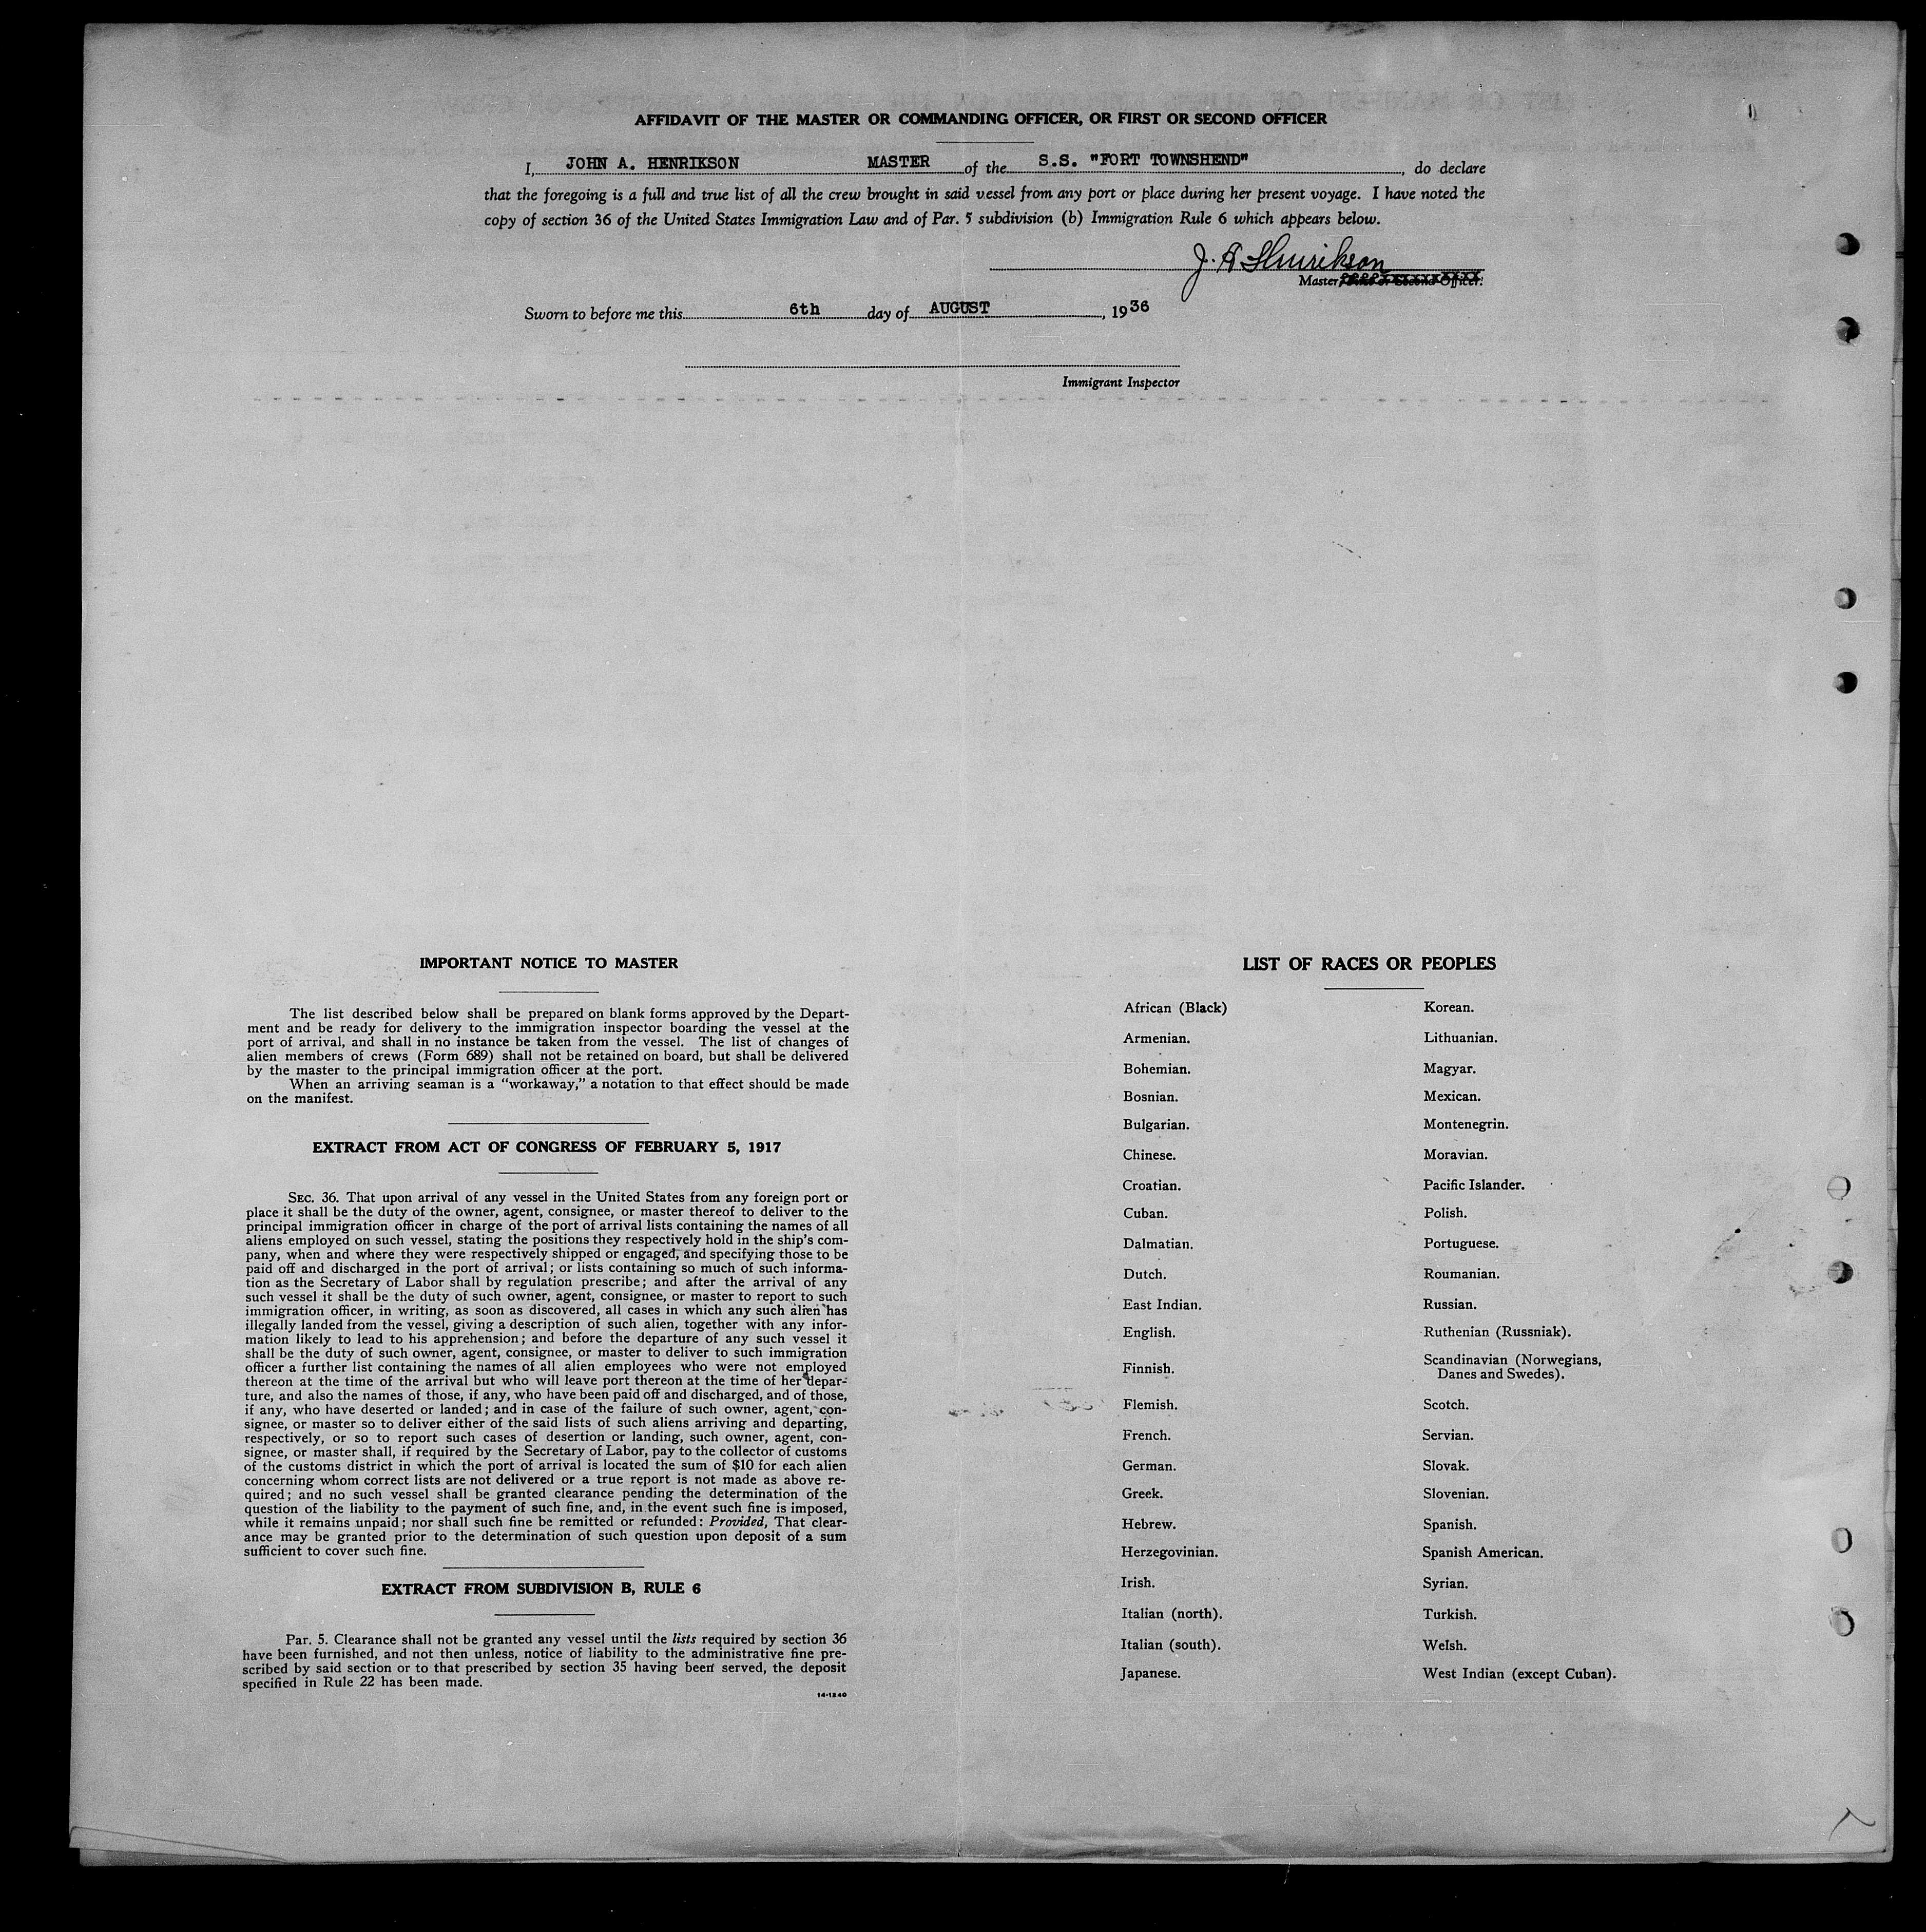 AFFIDAVIT OF THE MASTER OR COMMANDING OFFICER, OR FIRST OR SECOND OFFICER
I, JOHN A. HENRIKSON MASTER of the S.S. "FORT TOWNSHEND", do declare
that the foregoing is a full and true list of all the crew brought in said vessel from any port or place during her present voyage. I have noted the
copy of section 36 of the United States Immigration Law and of Par. 5 subdivision (b) Immigration Rule 6 which appears below.
J. A Henrikson
Master, First or Second Officer.
Sworn to before me this 6th day of AUGUST, 1936
Immigrant Inspector
IMPORTANT NOTICE TO MASTER
The list described below shall be prepared on blank forms approved by the Depart-
ment and be ready for delivery to the immigration inspector boarding the vessel at the
port of arrival, and shall in no instance be taken from the vessel. The list of changes of
alien members of crews (Form 689) shall not be retained on board, but shall be delivered
by the master to the principal immigration officer at the port.
When an arriving seaman is a "workaway," a notation to that effect should be made
on the manifest.
EXTRACT FROM ACT OF CONGRESS OF FEBRUARY 5, 1917
SEC. 36. That upon arrival of any vessel in the United States from any foreign port or
place it shall be the duty of the owner, agent, consignee, or master thereof to deliver to the
principal immigration officer in charge of the port of arrival lists containing the names of all
aliens employed on such vessel, stating the positions they respectively hold in the ship's com-
pany, when and where they were respectively shipped or engaged, and specifying those to be
paid off and discharged in the port of arrival; or lists containing so much of such informa-
tion as the Secretary of Labor shall by regulation prescribe; and after the arrival of any
such vessel it shall be the duty of such owner, agent, consignee, or master to report to such
immigration officer, in writing, as soon as discovered, all cases in which any such alien has
illegally landed from the vessel, giving a description of such alien, together with any infor-
mation likely to lead to his apprehension; and before the departure of any such vessel it
shall be the duty of such owner, agent, consignee, or master to deliver to such immigration
officer a further list containing the names of all alien employees who were not employed
thereon at the time of the arrival but who will leave port thereon at the time of her depar-
ture, and also the names of those, if any, who have been paid off and discharged, and of those,
if any, who have deserted or landed; and in case of the failure of such owner, agent, con-
signee, or master so to deliver either of the said lists of such aliens arriving and departing,
respectively, or so to report such cases of desertion or landing, such owner, agent, con-
signee, or master shall, if required by the Secretary of Labor, pay to the collector of customs
of the customs district in which the port of arrival is located the sum of $10 for each alien
concerning whom correct lists are not delivered or a true report is not made as above re-
quired; and no such vessel shall be granted clearance pending the determination of the
question of the liability to the payment of such fine, and, in the event such fine is imposed,
while it remains unpaid; nor shall such fine be remitted or refunded: Provided, That clear-
ance may be granted prior to the determination of such question upon deposit of a sum
sufficient to cover such fine.
EXTRACT FROM SUBDIVISION B, RULE 6
Par. 5. Clearance shall not be granted any vessel until the lists required by section 36
have been furnished, and not then unless, notice of liability to the administrative fine pre-
scribed by said section or to that prescribed by section 35 having been served, the deposit
specified in Rule 22 has been made.
14-1240
LIST OF RACES OR PEOPLES
African (Black)
Armenian.
Bohemian.
Bosnian.
Bulgarian.
Chinese.
Croatian.
Cuban.
Dalmatian.
Dutch.
East Indian.
English.
Finnish.
Flemish.
French.
German.
Greek.
Hebrew.
Herzegovinian.
Irish.
Italian (north).
Italian (south).
Japanese.
Korean.
Lithuanian.
Magyar.
Mexican.
Montenegrin.
Moravian.
Pacific Islander.
Polish.
Portuguese.
Roumanian.
Russian.
Ruthenian (Russniak).
Scandinavian (Norwegians,
Danes and Swedes).
Scotch.
Servian.
Slovak.
Slovenian.
Spanish.
Spanish American.
Syrian.
Turkish.
Welsh.
West Indian (except Cuban).